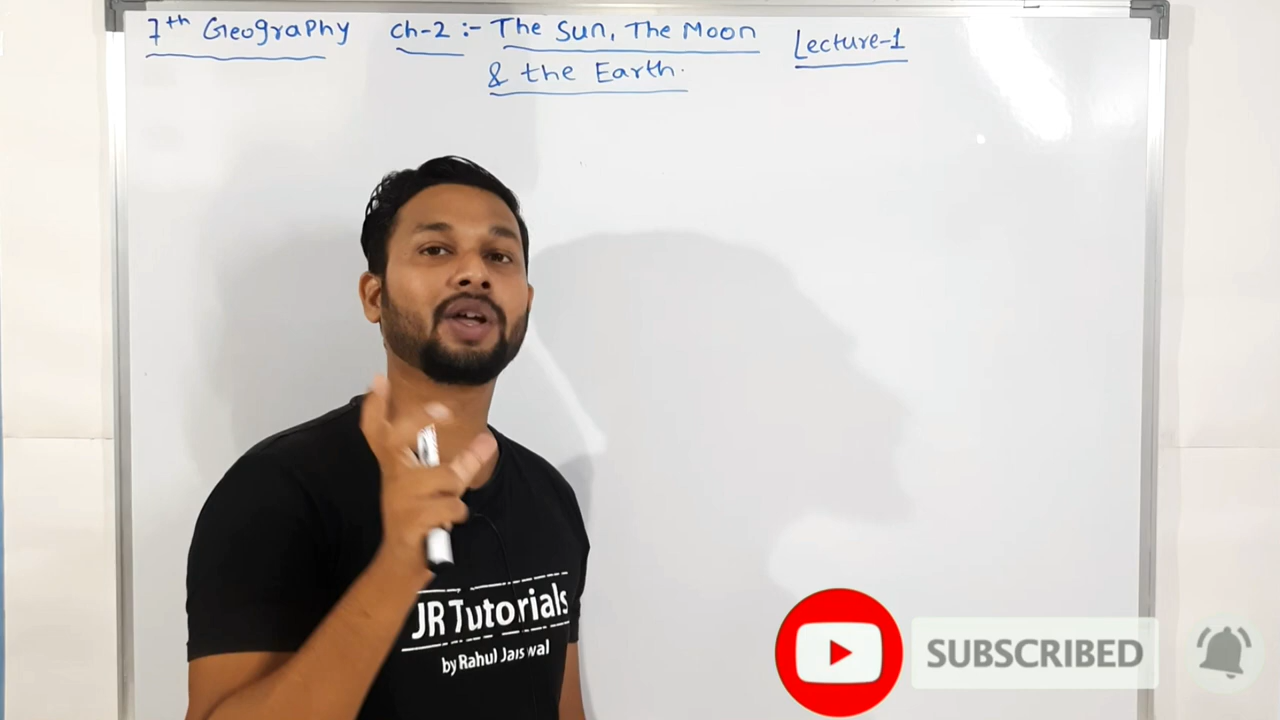 7th Geography Ch-2 :- The Sun, The Moon Lecture-1
& the Earth.
JR Tutorials
by Rahul Jaiswal
SUBSCRIBED